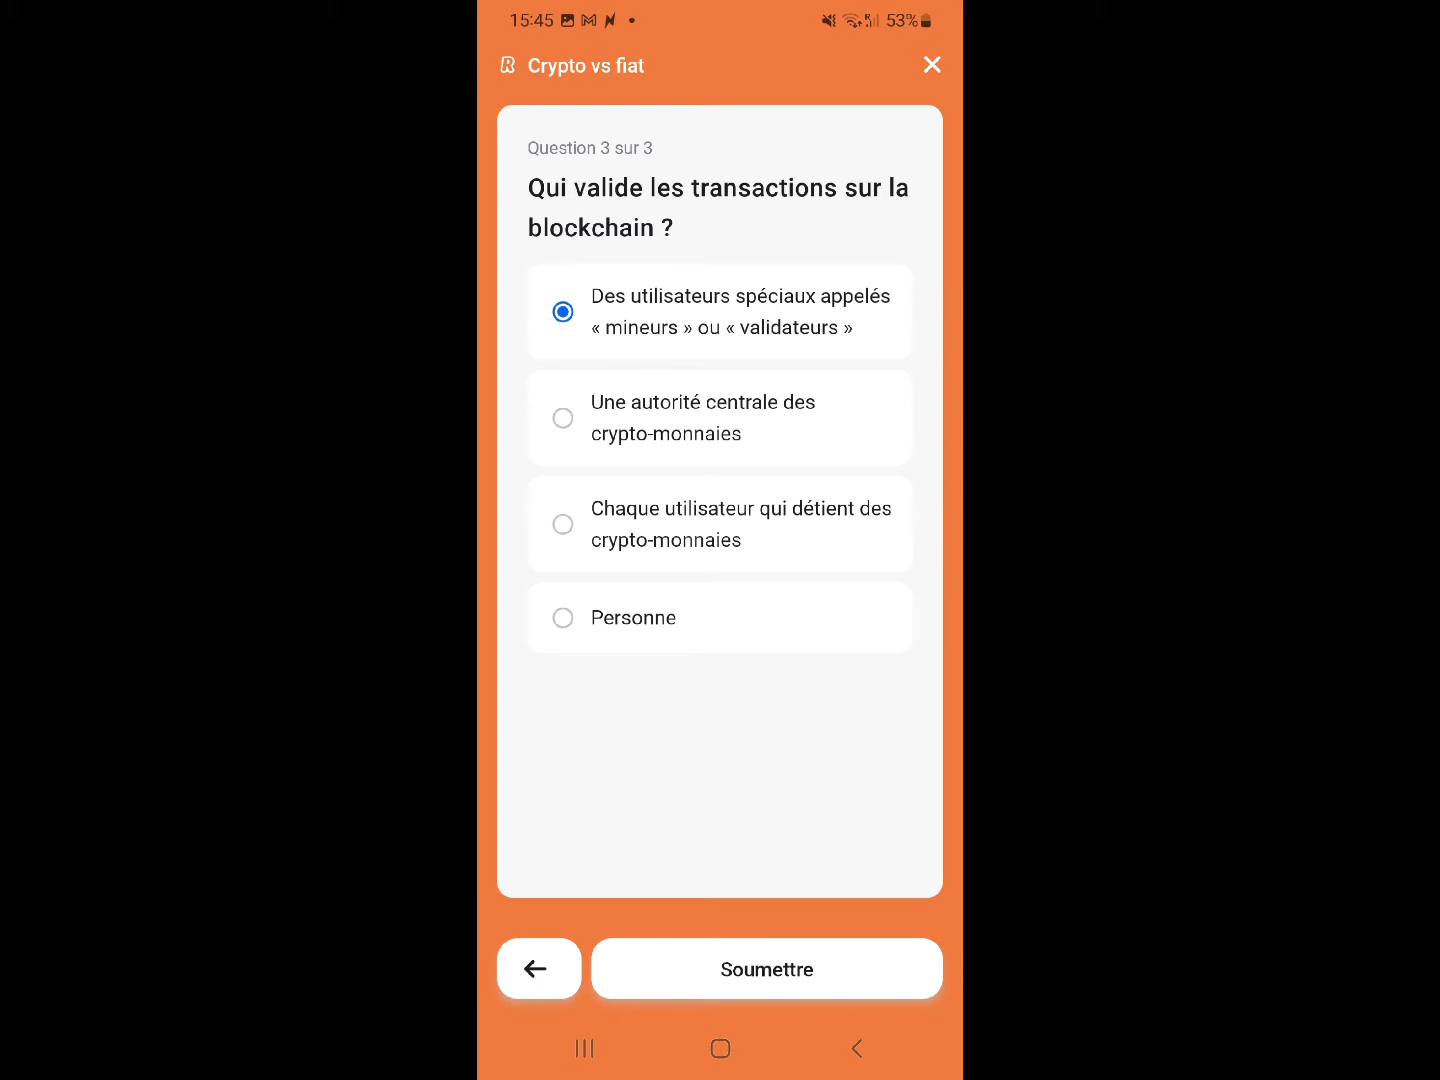 15:45
53%
Crypto vs fiat
Question 3 sur 3
Qui valide les transactions sur la
blockchain ?
Des utilisateurs spéciaux appelés
« mineurs » ou « validateurs »
Une autorité centrale des
crypto-monnaies
Chaque utilisateur qui détient des
crypto-monnaies
Personne
Soumettre